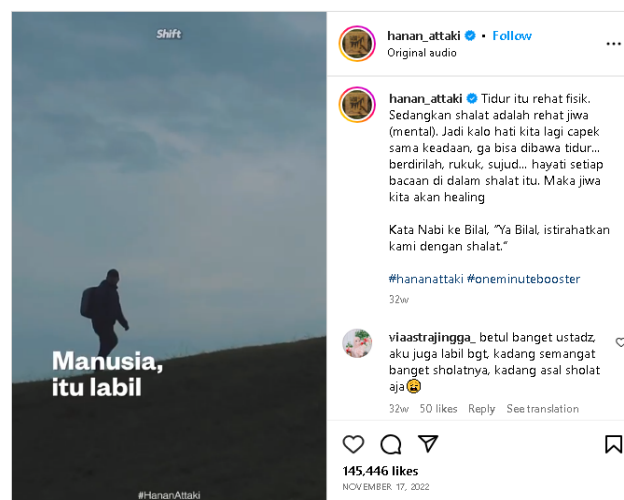 Shift
Manusia,
itu labil
#HananAttaki
hanan_attaki • Follow
Original audio
hanan_attaki Tidur itu rehat fisik.
Sedangkan shalat adalah rehat jiwa
(mental). Jadi kalo hati kita lagi capek
sama keadaan, ga bisa dibawa tidur...
berdirilah, rukuk, sujud... hayati setiap
bacaan di dalam shalat itu. Maka jiwa
kita akan healing
Kata Nabi ke Bilal, "Ya Bilal, istirahatkan
kami dengan shalat."
#hananattaki #oneminutebooster
32w
viaastrajingga_ betul banget ustadz,
aku juga labil bgt, kadang semangat
banget sholatnya, kadang asal sholat
aja😩
32w 50 likes Reply See translation
145,446 likes
NOVEMBER 17, 2022